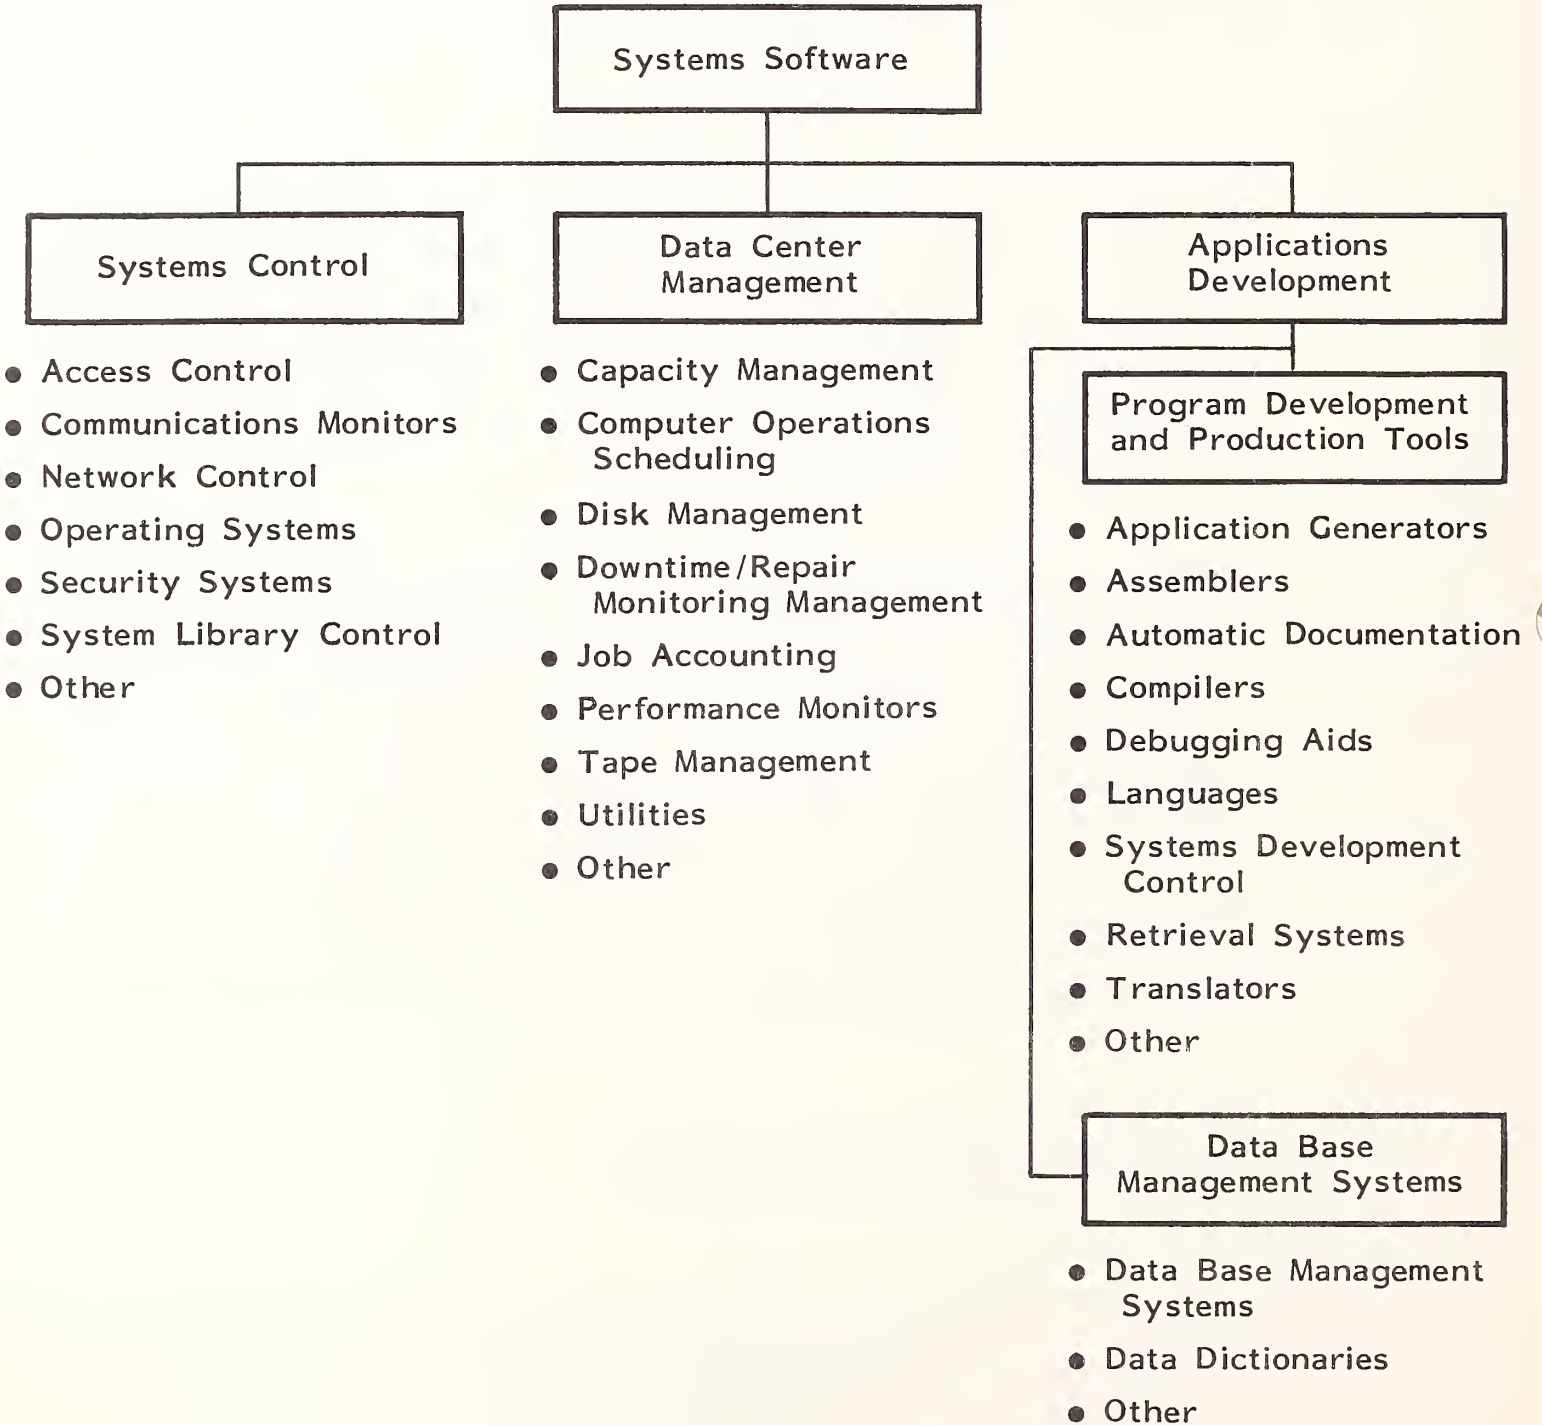 Systems Software
Systems Control
● Access Control
● Communications Monitors
● Network Control
● Operating Systems
● Security Systems
● System Library Control
● Other
Data Center
Management
● Capacity Management
● Computer Operations
Scheduling
● Disk Management
● Downtime/Repair
Monitoring Management
● Job Accounting
● Performance Monitors
● Tape Management
● Utilities
● Other
Applications
Development
Program Development
and Production Tools
● Application Generators
● Assemblers
● Automatic Documentation
● Compilers
● Debugging Aids
● Languages
● Systems Development
Control
● Retrieval Systems
● Translators
● Other
Data Base
Management Systems
● Data Base Management
Systems
● Data Dictionaries
● Other